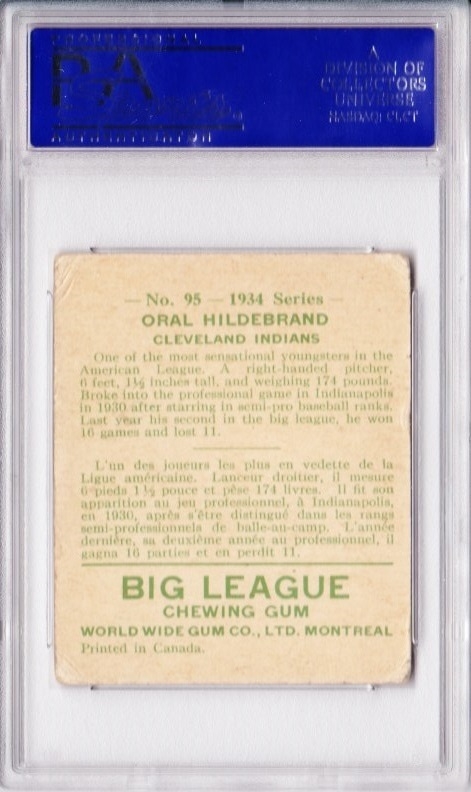 PROFESSIONAL
PSA
AUTHENTICATION
A
DIVISION OF
COLLECTORS
UNIVERSE
NASDAQ: CLCT
— No. 95 — 1934 Series —
ORAL HILDEBRAND
CLEVELAND INDIANS
One of the most sensational youngsters in the
American League. A right-handed pitcher,
6 feet, 1½ inches tall, and weighing 174 pounds.
Broke into the professional game in Indianapolis
in 1930 after starring in semi-pro baseball ranks.
Last year his second in the big league, he won
16 games and lost 11.
L'un des joueurs les plus en vedette de la
Ligue américaine. Lanceur droitier, il mesure
6 pieds 1 ½ pouce et pèse 174 livres. Il fit son
apparition au jeu professionnel, à Indianapolis,
en 1930, après s'être distingué dans les rangs
semi-professionnels de balle-au-camp. L'année
dernière, sa deuxième année au professionnel, il
gagna 16 parties et en perdit 11.
BIG LEAGUE
CHEWING GUM
WORLD WIDE GUM CO., LTD. MONTREAL
Printed in Canada.